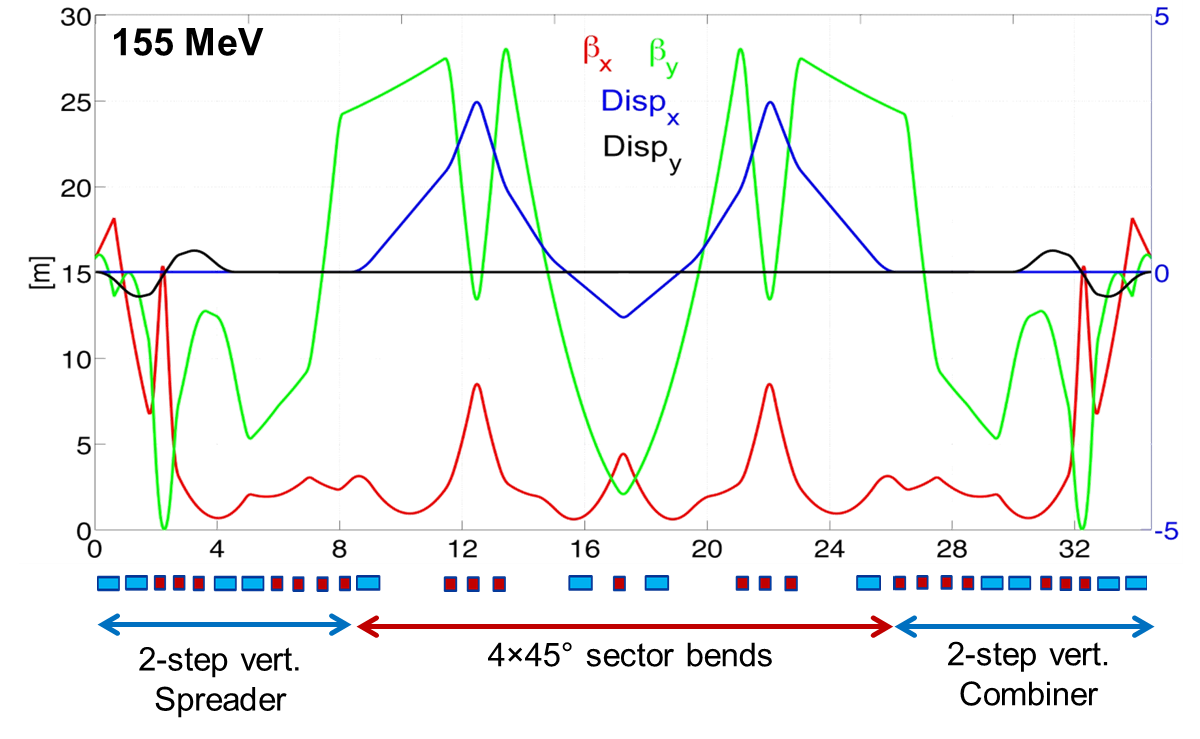 30 5
155 MeV
βx βy
25
Dispx
Dispy
20
[m] 15 0
10
5
0 -5
0 4 8 12 16 20 24 28 32
2-step vert. 4×45° sector bends 2-step vert.
Spreader Combiner